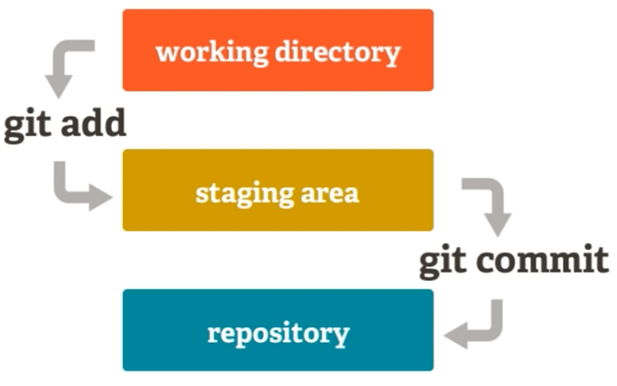 working directory
git add
staging area
git commit
repository